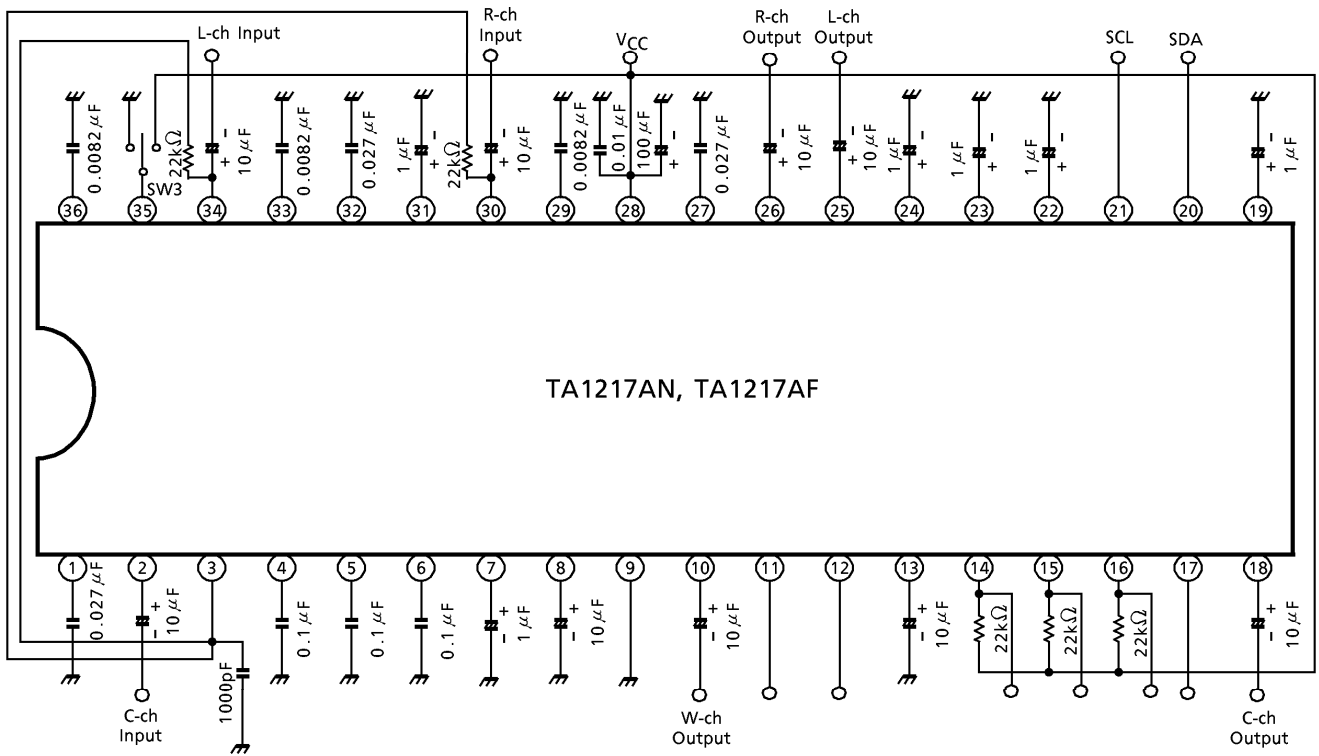 L-ch Input
R-ch
Input
VCC
R-ch
Output
L-ch
Output
SCL
SDA
0.0082 μF
SW3
22kΩ
10 μF
0.0082 μF
0.027 μF
1 μF
22kΩ
10 μF
0.0082 μF
0.01 μF
100 μF
0.027 μF
10 μF
10 μF
1 μF
1 μF
1 μF
1 μF
- + - + - + - + - + - + - + - + - + - + 
36 35 34 33 32 31 30 29 28 27 26 25 24 23 22 21 20 19
TA1217AN, TA1217AF
1 2 3 4 5 6 7 8 9 10 11 12 13 14 15 16 17 18
0.027 μF
+ -
10 μF
1000pF
0.1 μF
0.1 μF
0.1 μF
+ -
1 μF
+ -
10 μF
+ -
10 μF
+ -
10 μF
22kΩ
22kΩ
22kΩ
+ -
10 μF
C-ch
Input
W-ch
Output
C-ch
Output